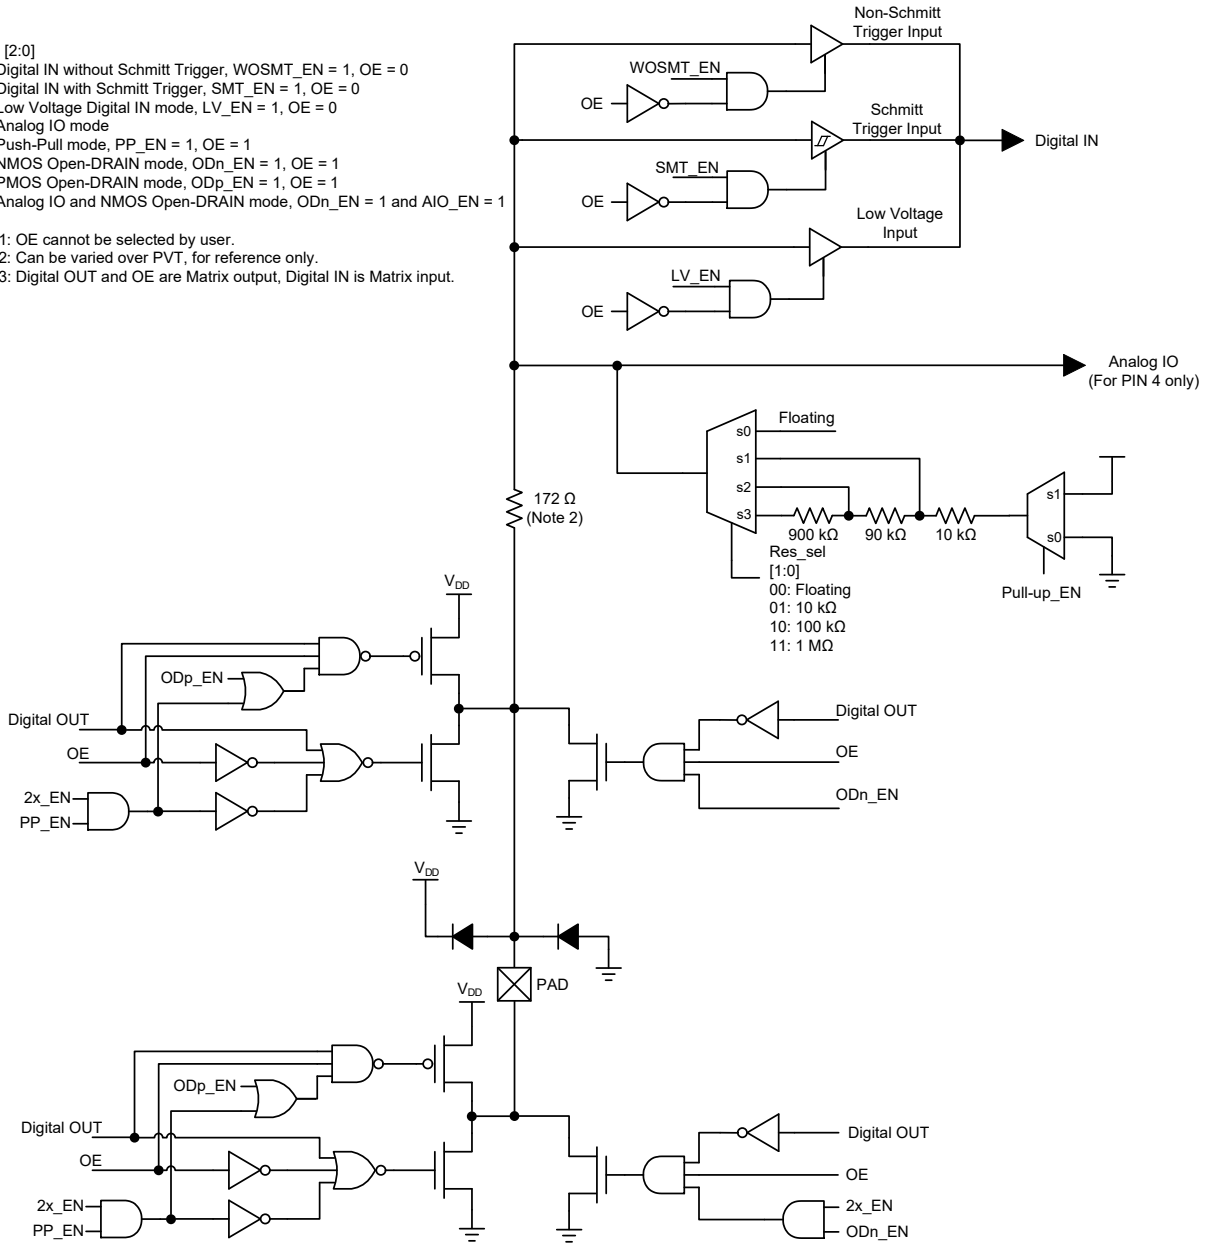 [2:0]
Digital IN without Schmitt Trigger, WOSMT_EN = 1, OE = 0
Digital IN with Schmitt Trigger, SMT_EN = 1, OE = 0
Low Voltage Digital IN mode, LV_EN = 1, OE = 0
Analog IO mode
Push-Pull mode, PP_EN = 1, OE = 1
NMOS Open-DRAIN mode, ODn_EN = 1, OE = 1
PMOS Open-DRAIN mode, ODp_EN = 1, OE = 1
Analog IO and NMOS Open-DRAIN mode, ODn_EN = 1 and AIO_EN = 1
1: OE cannot be selected by user.
2: Can be varied over PVT, for reference only.
3: Digital OUT and OE are Matrix output, Digital IN is Matrix input.
Non-Schmitt
Trigger Input
WOSMT_EN
OE
Schmitt
Trigger Input
Digital IN
SMT_EN
OE
Low Voltage
Input
LV_EN
OE
Analog IO
(For PIN 4 only)
Floating
s0
s1
s2
s3
900 kΩ
90 kΩ
10 kΩ
s1
s0
Pull-up_EN
Res_sel
[1:0]
00: Floating
01: 10 kΩ
10: 100 kΩ
11: 1 MΩ
172 Ω
(Note 2)
VDD
ODp_EN
Digital OUT
OE
2x_EN
PP_EN
Digital OUT
OE
ODn_EN
VDD
PAD
VDD
ODp_EN
Digital OUT
OE
2x_EN
PP_EN
Digital OUT
OE
2x_EN
ODn_EN